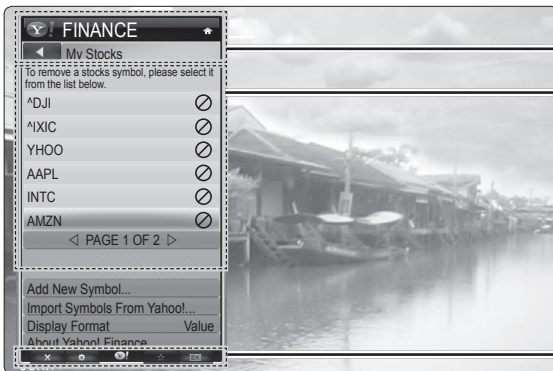 Y! FINANCE
My Stocks
To remove a stocks symbol, please select it
from the list below.
^DJI
^IXIC
YHOO
AAPL
INTC
AMZN
PAGE 1 OF 2
Add New Symbol...
Import Symbols From Yahoo!...
Display Format Value
About Yahoo! Finance
Y!